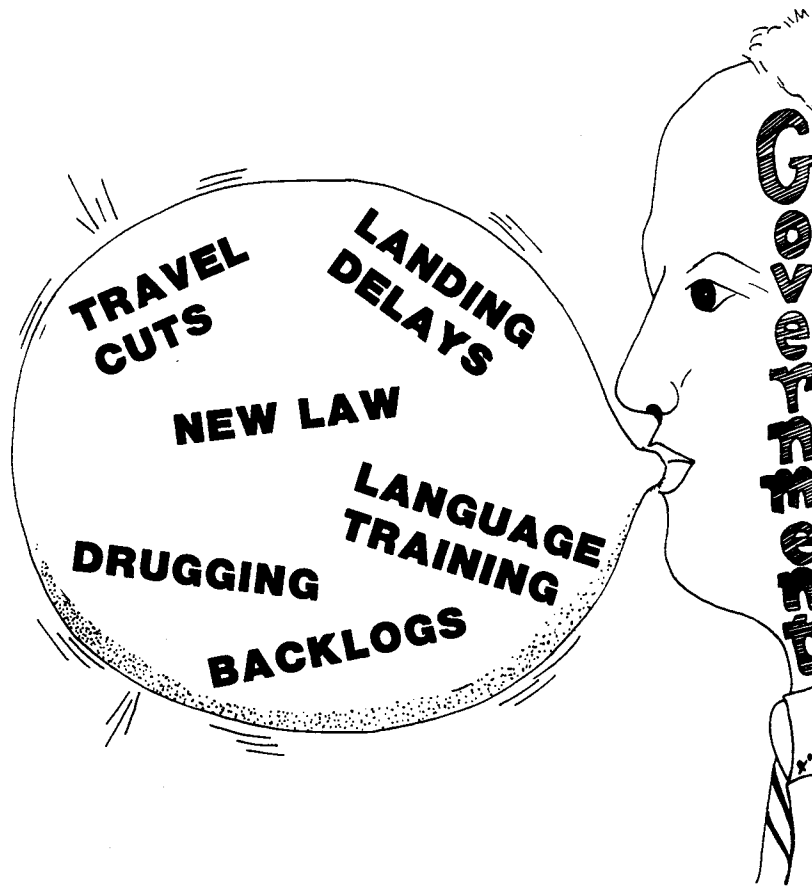 TRAVEL
CUTS
LANDING
DELAYS
NEW LAW
LANGUAGE
TRAINING
DRUGGING
BACKLOGS
Government